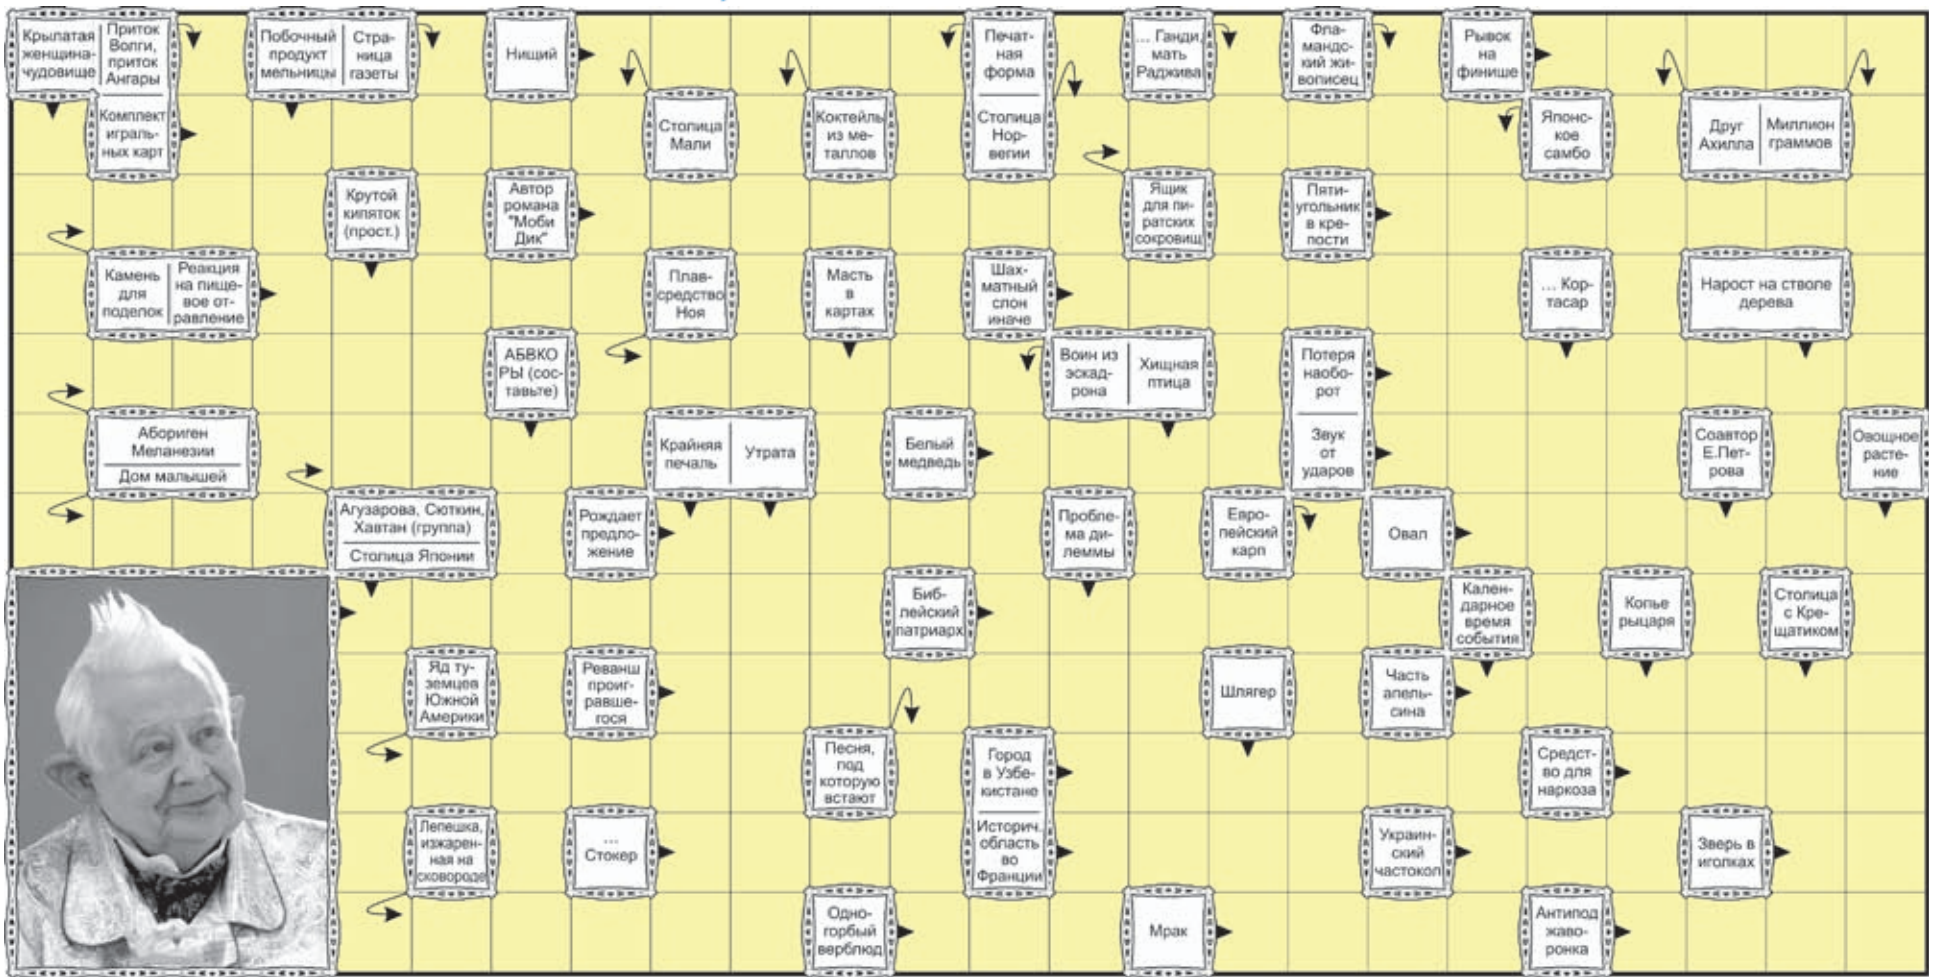 Крылатая
женщина-
чудовище
Приток
Волги,
приток
Ангары
Комплект
играль-
ных карт
Побочный
продукт
мельницы
Стра-
ница
газеты
Нищий
Печат-
ная
форма
Столица
Нор-
вегии
... Ганди,
мать
Раджива
Фла-
мандс-
кий жи-
вописец
Рывок
на
финише
Столица
Мали
Коктейль
из ме-
таллов
Японс-
кое
самбо
Друг
Ахилла
Миллион
граммов
Крутой
кипяток
(прост.)
Автор
романа
"Моби
Дик"
Ящик
для пи-
ратских
сокровищ
Пяти-
угольник
в кре-
пости
Камень
для
поделок
Реакция
на пище-
вое от-
равление
Плав-
средство
Ноя
Масть
в
картах
Шах-
матный
слон
иначе
... Кор-
тасар
Нарост на стволе
дерева
АБВКО
РЫ (сос-
тавьте)
Воин из
эскад-
рона
Хищная
птица
Потеря
наобо-
рот
Звук
от
ударов
Абориген
Меланезии
Дом малышей
Крайняя
печаль
Утрата
Белый
медведь
Соавтор
Е.Пет-
рова
Овощное
расте-
ние
Агузарова, Сюткин,
Хавтан (группа)
Столица Японии
Рождает
предло-
жение
Пробле-
ма ди-
леммы
Евро-
пейский
карп
Овал
Биб-
лейский
патриарх
Кален-
дарное
время
события
Копье
рыцаря
Столица
с Кре-
щатиком
Яд ту-
земцев
Южной
Америки
Реванш
проиг-
равше-
гося
Шлягер
Часть
апель-
сина
Песня,
под
которую
встают
Город
в Узбе-
кистане
Историч.
область
во
Франции
Средст-
во для
наркоза
Лепешка,
изжарен-
ная на
сковороде
...
Стокер
Украин-
ский
частокол
Зверь в
иголках
Одно-
горбый
верблюд
Мрак
Антипод
жаво-
ронка